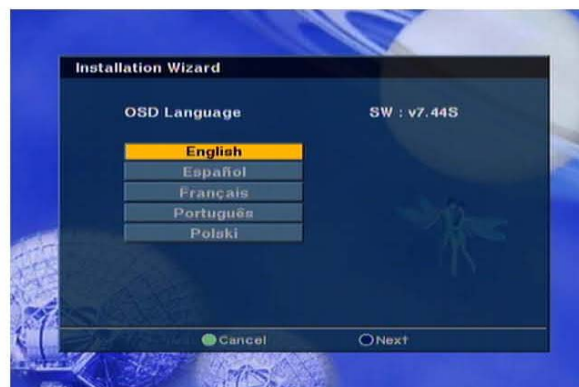 Installation Wizard
OSD Language SW : v7.44S
English
Español
Français
Português
Polski
Cancel Next